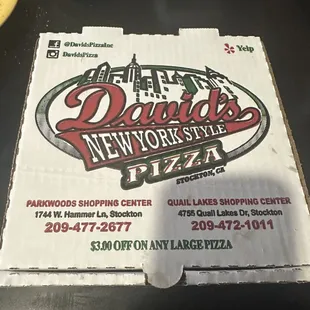 @DavidsPizzaInc
DavidsPizza
Yelp
David's
NEW YORK STYLE
PIZZA
STOCKTON, CA
PARKWOODS SHOPPING CENTER
1744 W. Hammer Ln, Stockton
209-477-2677
QUAIL LAKES SHOPPING CENTER
4755 Quail Lakes Dr, Stockton
209-472-1011
$3.00 OFF ON ANY LARGE PIZZA